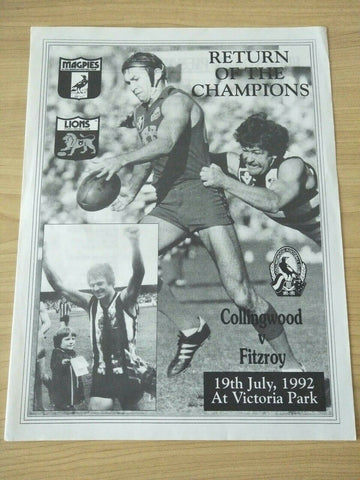 MAGPIES
LIONS
RETURN
OF THE
CHAMPIONS
Collingwood
v
Fitzroy
19th July, 1992
At Victoria Park